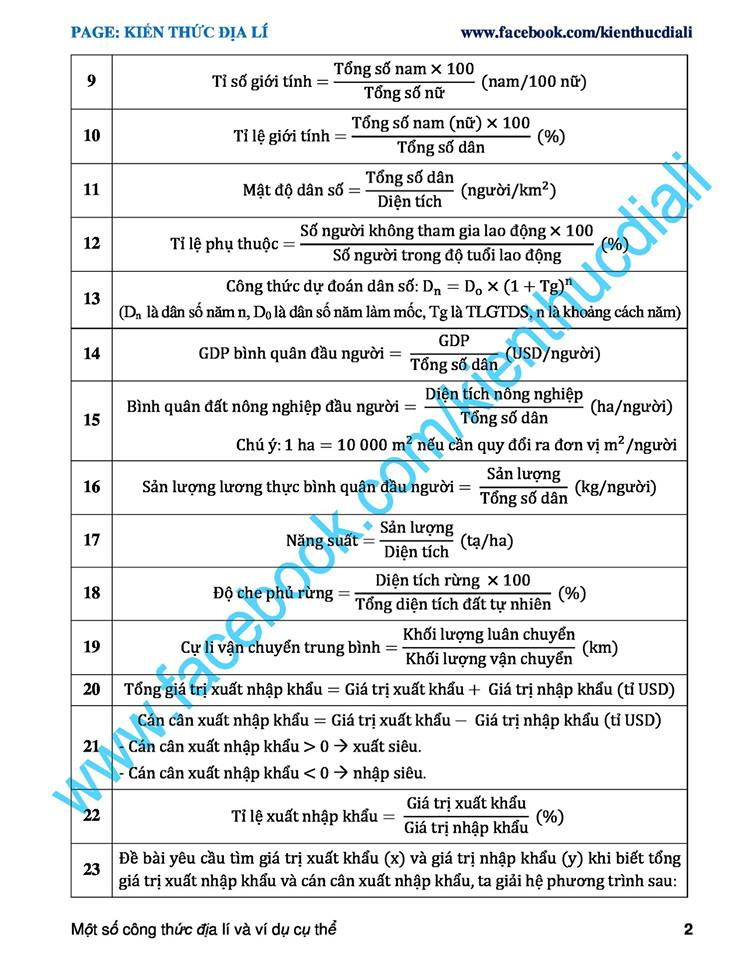 PAGE: KIẾN THỨC ĐỊA LÍ www.facebook.com/kienthucdiali
9 Tỉ số giới tính = Tổng số nam × 100 / Tổng số nữ (nam/100 nữ)
10 Tỉ lệ giới tính = Tổng số nam (nữ) × 100 / Tổng số dân (%)
11 Mật độ dân số = Tổng số dân / Diện tích (người/km²)
12 Tỉ lệ phụ thuộc = Số người không tham gia lao động × 100 / Số người trong độ tuổi lao động (%)
13 Công thức dự đoán dân số: Dₙ = Dₒ × (1 + Tg)ⁿ
(Dₙ là dân số năm n, D₀ là dân số năm làm mốc, Tg là TLGTDS, n là khoảng cách năm)
14 GDP bình quân đầu người = GDP / Tổng số dân (USD/người)
15 Bình quân đất nông nghiệp đầu người = Diện tích nông nghiệp / Tổng số dân (ha/người)
Chú ý: 1 ha = 10 000 m² nếu cần quy đổi ra đơn vị m²/người
16 Sản lượng lương thực bình quân đầu người = Sản lượng / Tổng số dân (kg/người)
17 Năng suất = Sản lượng / Diện tích (tạ/ha)
18 Độ che phủ rừng = Diện tích rừng × 100 / Tổng diện tích đất tự nhiên (%)
19 Cự li vận chuyển trung bình = Khối lượng luân chuyển / Khối lượng vận chuyển (km)
20 Tổng giá trị xuất nhập khẩu = Giá trị xuất khẩu + Giá trị nhập khẩu (tỉ USD)
21 Cán cân xuất nhập khẩu = Giá trị xuất khẩu − Giá trị nhập khẩu (tỉ USD)
- Cán cân xuất nhập khẩu > 0 → xuất siêu.
- Cán cân xuất nhập khẩu < 0 → nhập siêu.
22 Tỉ lệ xuất nhập khẩu = Giá trị xuất khẩu / Giá trị nhập khẩu (%)
23 Đề bài yêu cầu tìm giá trị xuất khẩu (x) và giá trị nhập khẩu (y) khi biết tổng
giá trị xuất nhập khẩu và cán cân xuất nhập khẩu, ta giải hệ phương trình sau:
www.facebook.com/kienthucdiali
Một số công thức địa lí và ví dụ cụ thể 2